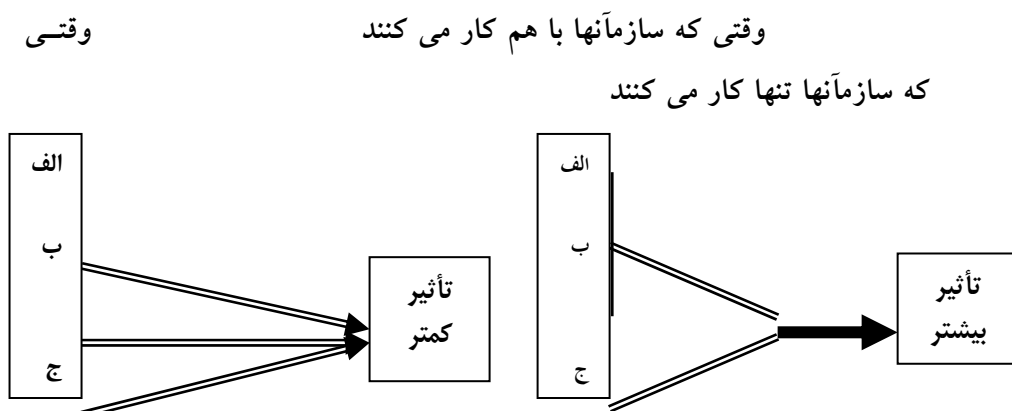 وقتی که سازمآنها با هم کار می کنند وقتــی
که سازمآنها تنها کار می کنند
الف
ب
ج
تأثیر
بیشتر
الف
ب
ج
تأثیر
کمتر